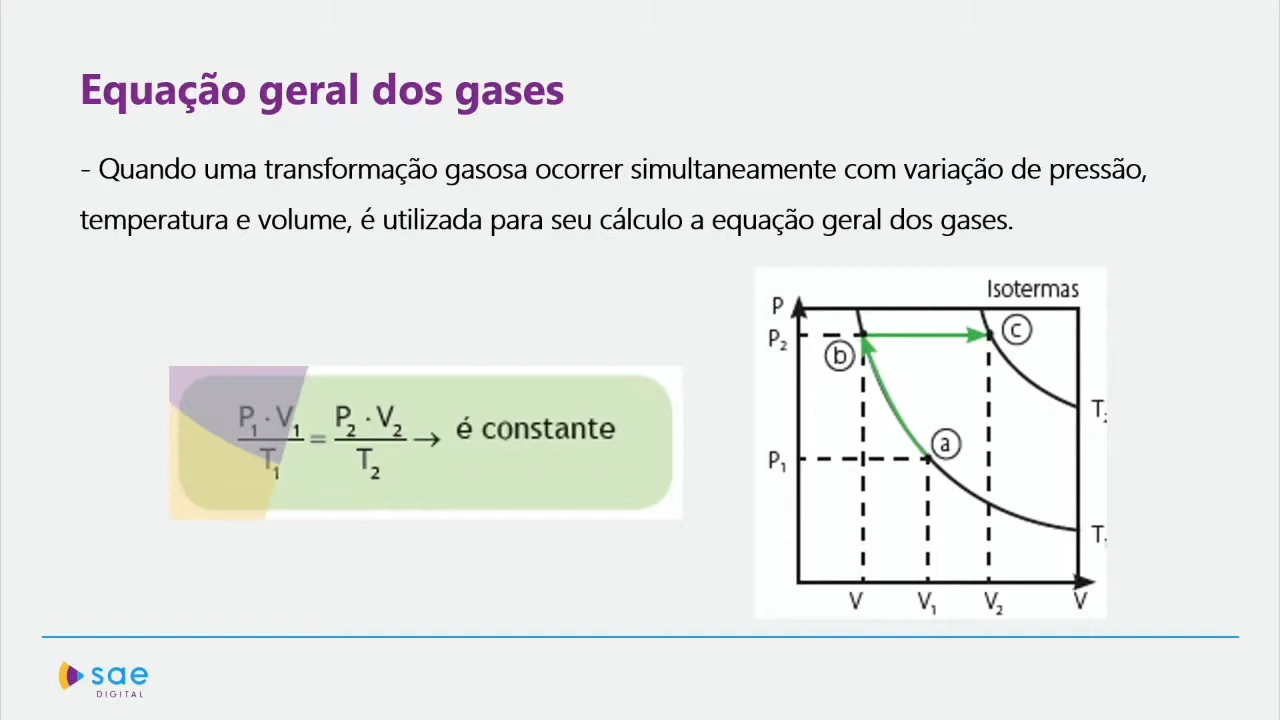 Equação geral dos gases
- Quando uma transformação gasosa ocorrer simultaneamente com variação de pressão,
temperatura e volume, é utilizada para seu cálculo a equação geral dos gases.
P₁ · V₁ / T₁ = P₂ · V₂ / T₂ → é constante
Isotermas
P
P₂
b
c
T₂
a
P₁
T₁
V V₁ V₂ V
sae
DIGITAL